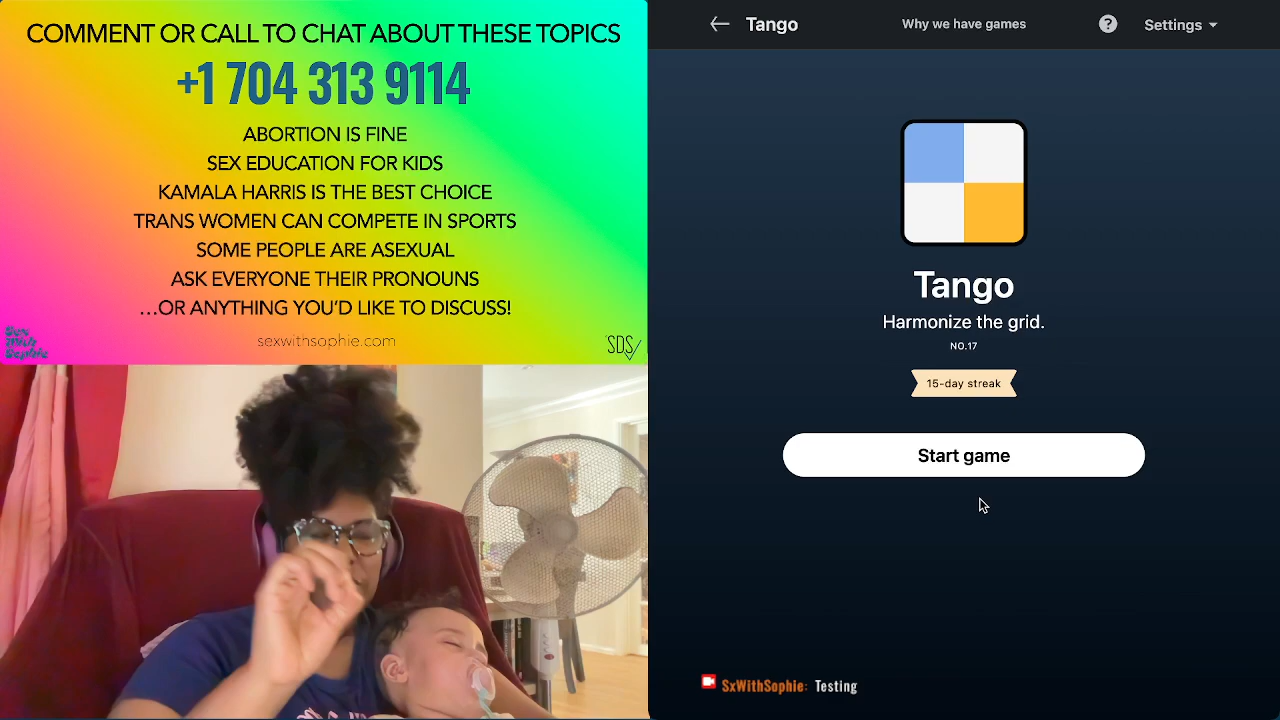 COMMENT OR CALL TO CHAT ABOUT THESE TOPICS
+1 704 313 9114
ABORTION IS FINE
SEX EDUCATION FOR KIDS
KAMALA HARRIS IS THE BEST CHOICE
TRANS WOMEN CAN COMPETE IN SPORTS
SOME PEOPLE ARE ASEXUAL
ASK EVERYONE THEIR PRONOUNS
...OR ANYTHING YOU'D LIKE TO DISCUSS!
sexwithsophie.com
Sex
With
Sophie
SDS
Tango
Why we have games
Settings
Tango
Harmonize the grid.
NO.17
15-day streak
Start game
SxWithSophie: Testing